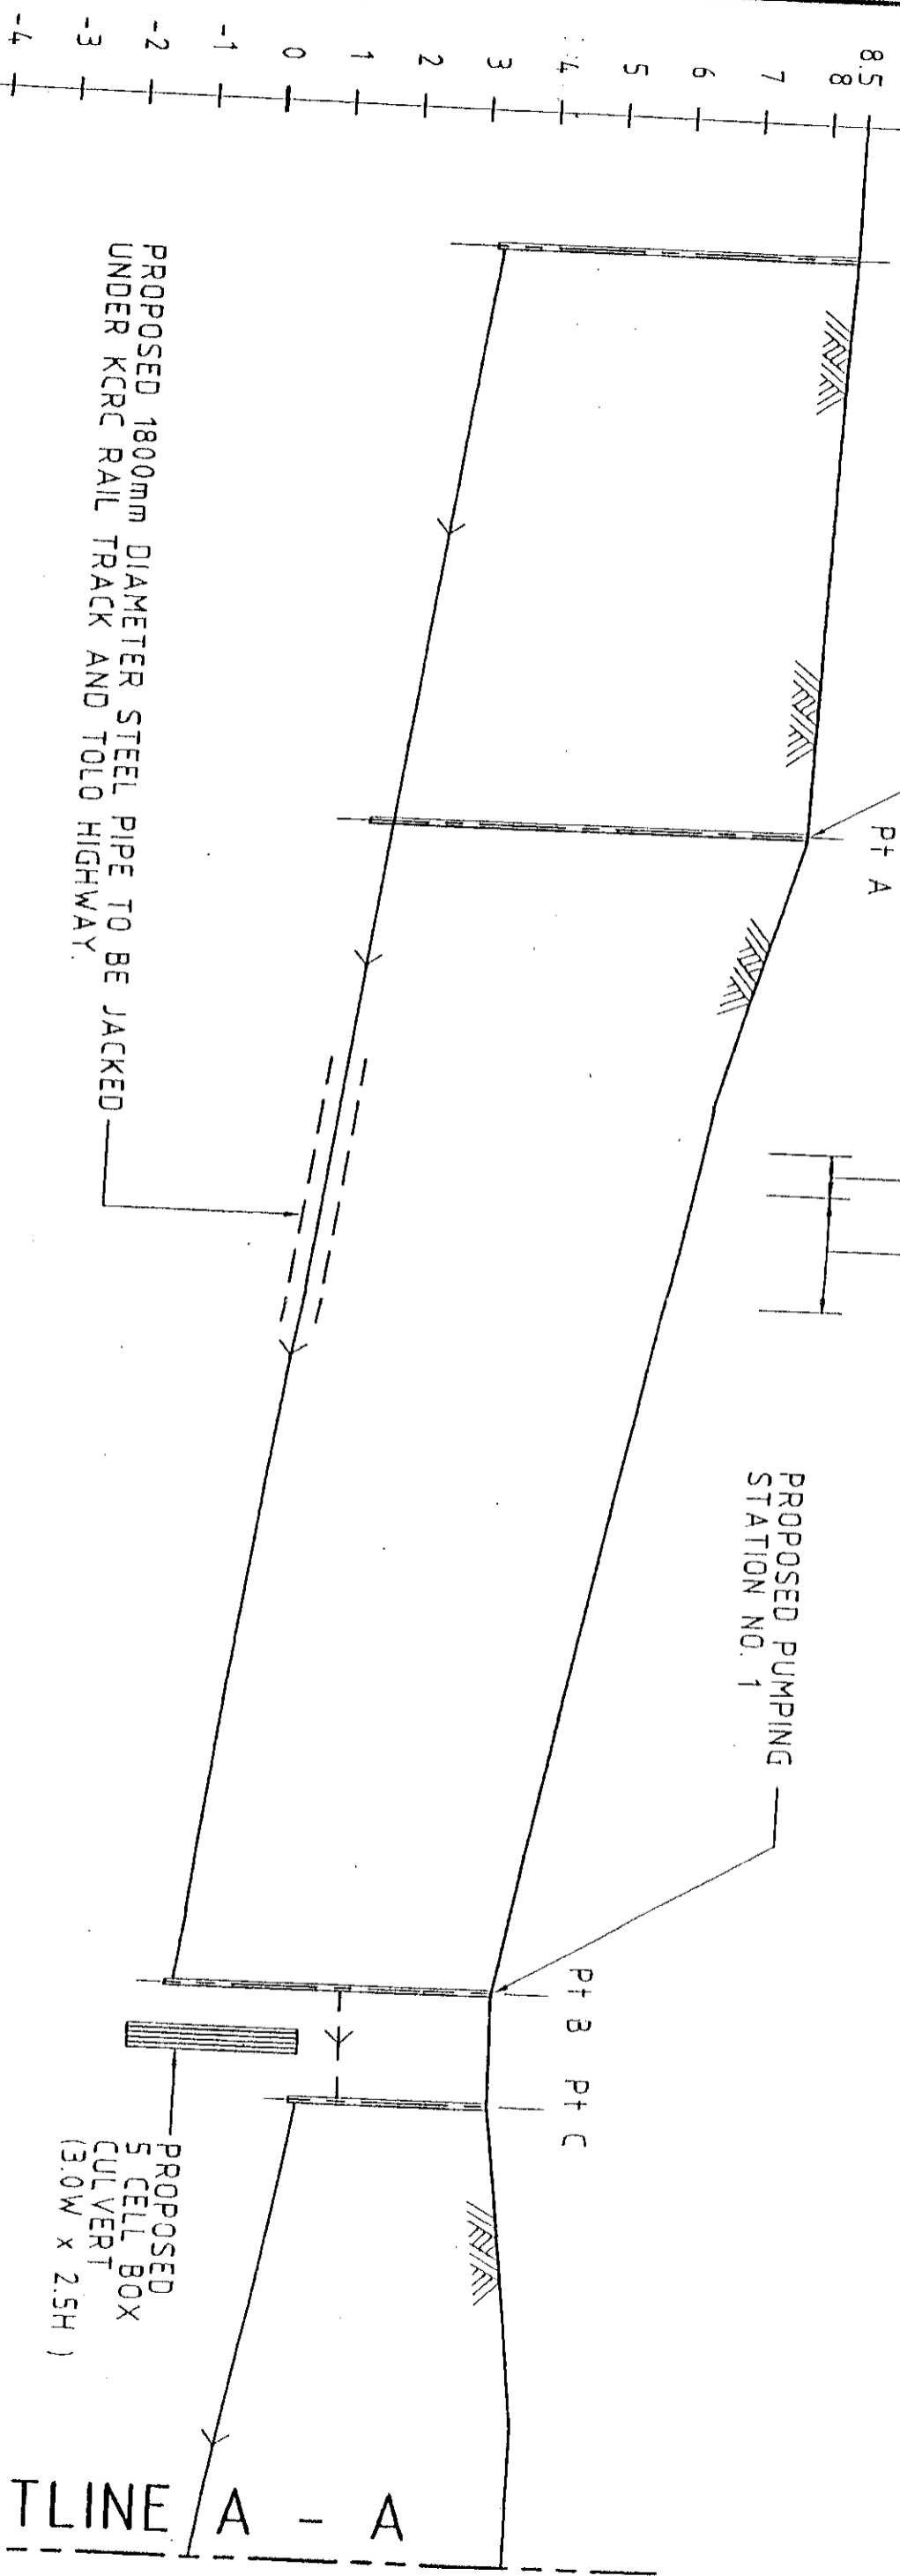 8.5
8
7
6
5
4
3
2
1
0
-1
-2
-3
-4
Pt A
PROPOSED PUMPING
STATION NO. 1
Pt B
Pt C
PROPOSED 1800mm DIAMETER STEEL PIPE TO BE JACKED
UNDER KCRC RAIL TRACK AND TOLO HIGHWAY.
PROPOSED
5 CELL BOX
CULVERT
(3.0W x 2.5H )
TLINE A - A